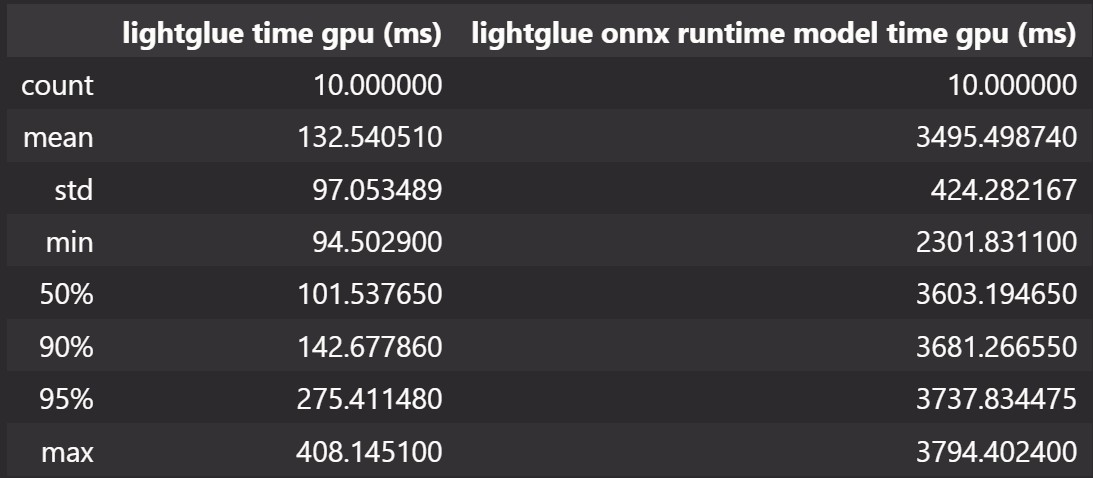 lightglue time gpu (ms) lightglue onnx runtime model time gpu (ms)
count 10.000000 10.000000
mean 132.540510 3495.498740
std 97.053489 424.282167
min 94.502900 2301.831100
50% 101.537650 3603.194650
90% 142.677860 3681.266550
95% 275.411480 3737.834475
max 408.145100 3794.402400